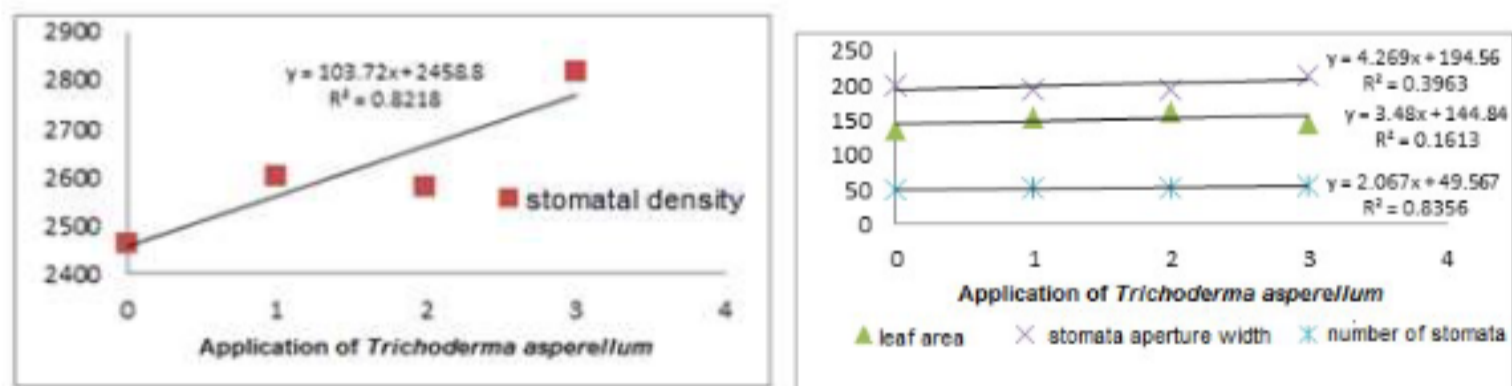 2900
2800
2700
2600
2500
2400
y = 103.72x + 2458.8
R² = 0.8218
stomatal density
0 1 2 3 4
Application of Trichoderma asperellum
250
200
150
100
50
0
y = 4.269x + 194.56
R² = 0.3963
y = 3.48x + 144.84
R² = 0.1613
y = 2.067x + 49.567
R² = 0.8356
0 1 2 3 4
Application of Trichoderma asperellum
leaf area stomata aperture width number of stomata